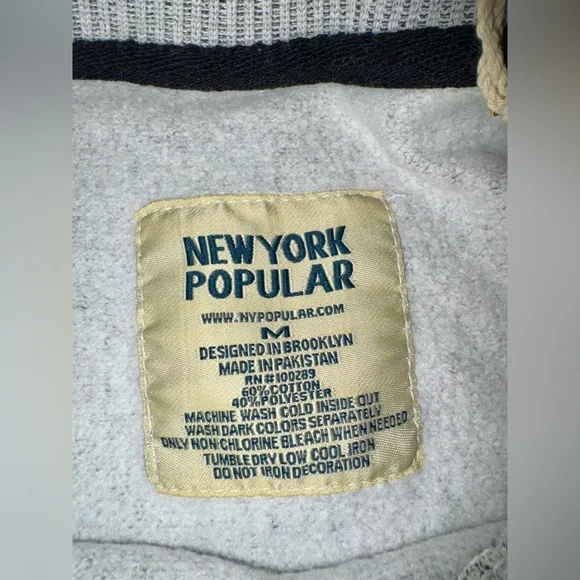 NEW YORK
POPULAR
WWW.NYPOPULAR.COM
M
DESIGNED IN BROOKLYN
MADE IN PAKISTAN
RN#100289
60% COTTON
40% POLYESTER
MACHINE WASH COLD INSIDE OUT
WASH DARK COLORS SEPARATELY
ONLY NON-CHLORINE BLEACH WHEN NEEDED
TUMBLE DRY LOW COOL IRON
DO NOT IRON DECORATION